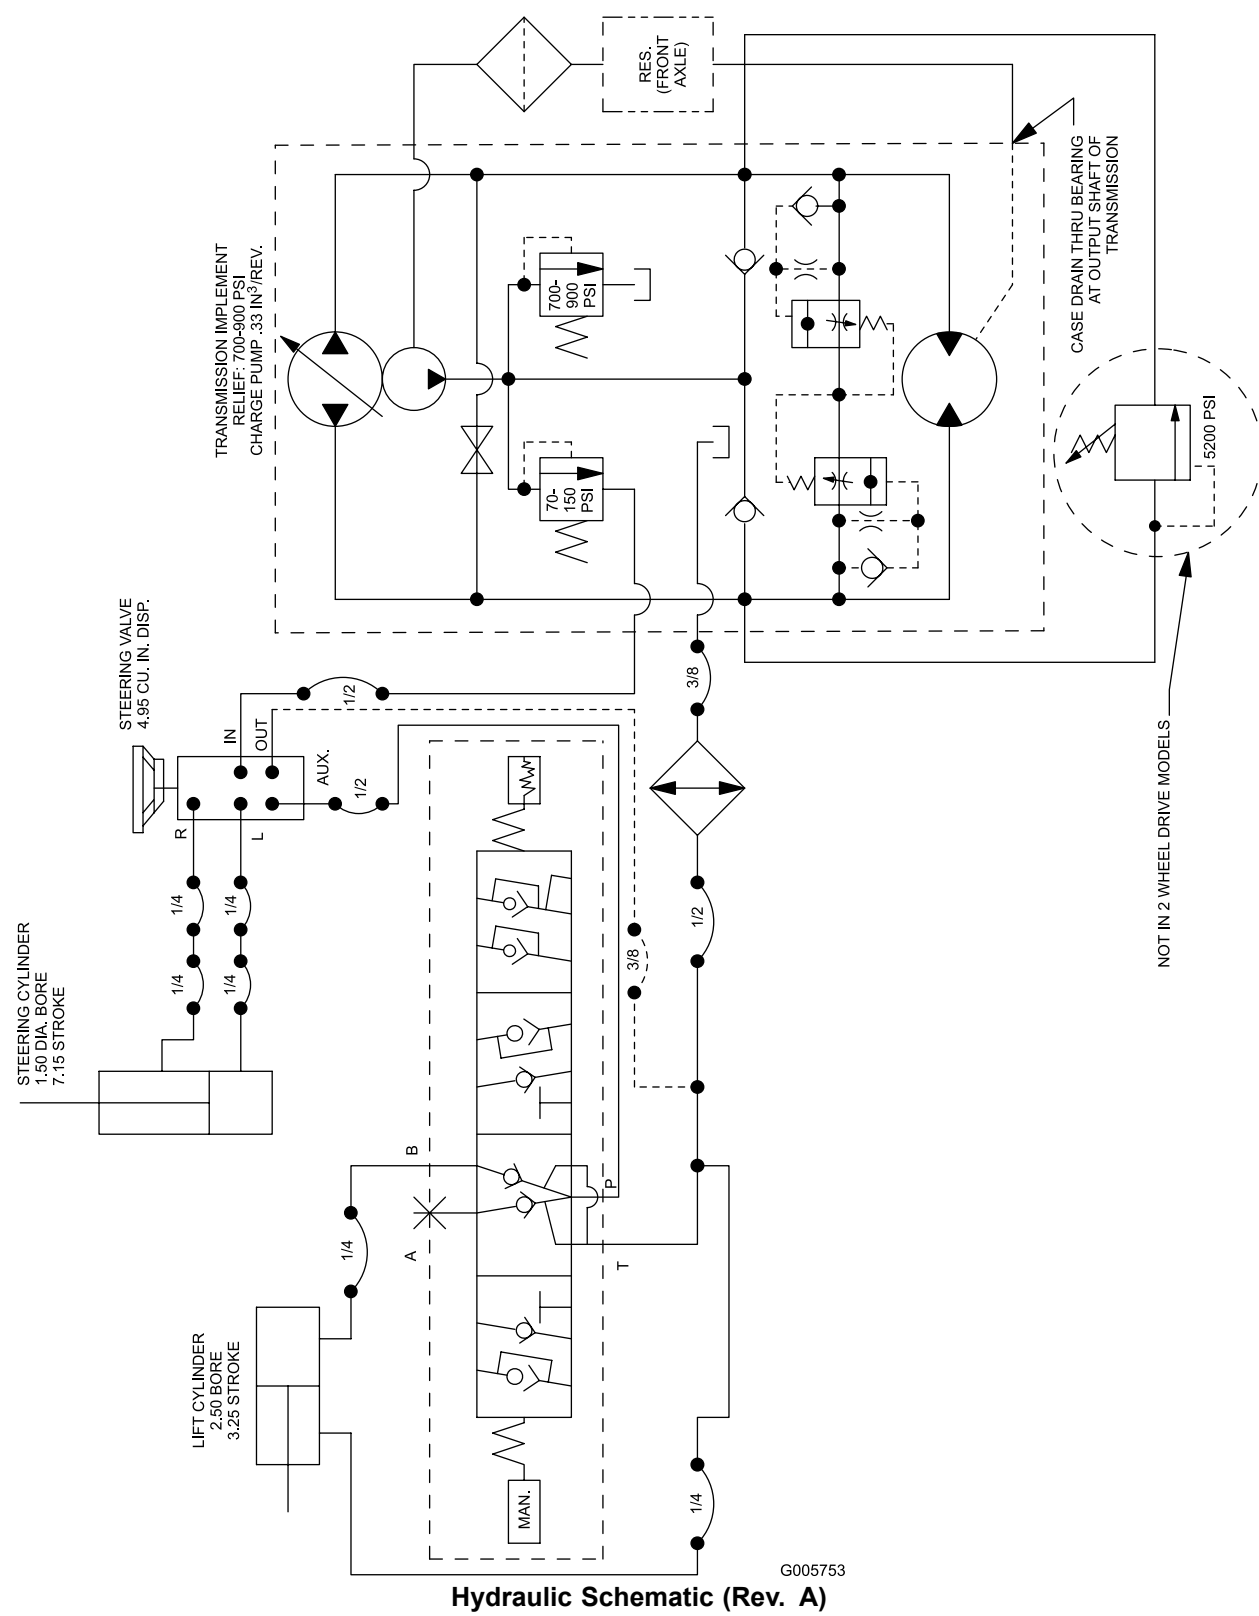 RES.
(FRONT
AXLE)
CASE DRAIN THRU BEARING
AT OUTPUT SHAFT OF
TRANSMISSION
TRANSMISSION IMPLEMENT
RELIEF: 700-900 PSI
CHARGE PUMP .33 IN³/REV.
700-
900
PSI
70-
150
PSI
5200 PSI
NOT IN 2 WHEEL DRIVE MODELS
STEERING VALVE
4.95 CU. IN. DISP.
IN
OUT
AUX.
R
L
1/2
1/2
3/8
1/4
1/4
1/4
1/4
1/2
3/8
STEERING CYLINDER
1.50 DIA. BORE
7.15 STROKE
B
A
P
T
1/4
LIFT CYLINDER
2.50 BORE
3.25 STROKE
MAN.
1/4
G005753
Hydraulic Schematic (Rev. A)